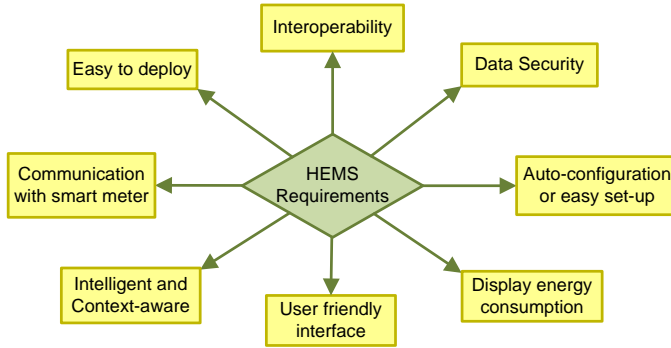 Interoperability
Easy to deploy
Data Security
HEMS
Requirements
Communication
with smart meter
Auto-configuration
or easy set-up
Intelligent and
Context-aware
User friendly
interface
Display energy
consumption